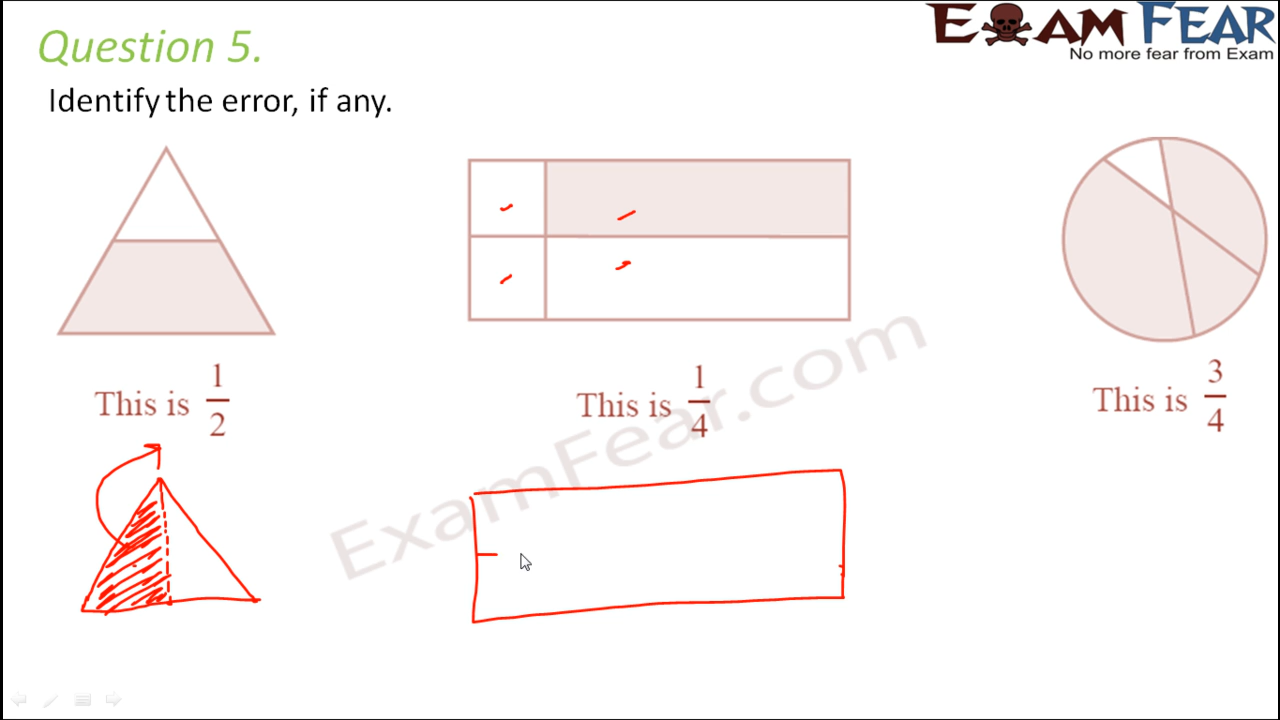 EXAM FEAR
No more fear from Exam
Question 5.
Identify the error, if any.
This is 1/2
This is 1/4
This is 3/4
ExamFear.com